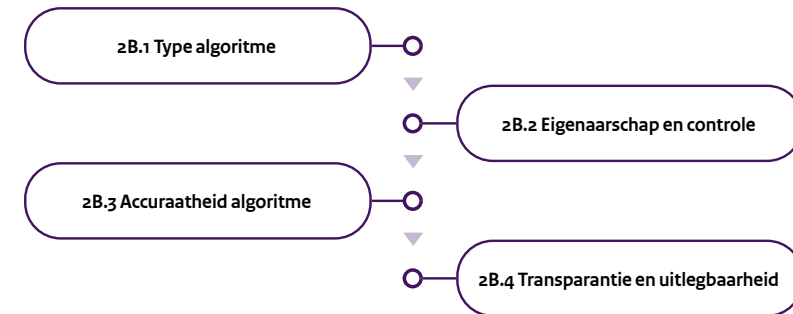 2B.1 Type algoritme
2B.2 Eigenaarschap en controle
2B.3 Accuraatheid algoritme
2B.4 Transparantie en uitlegbaarheid